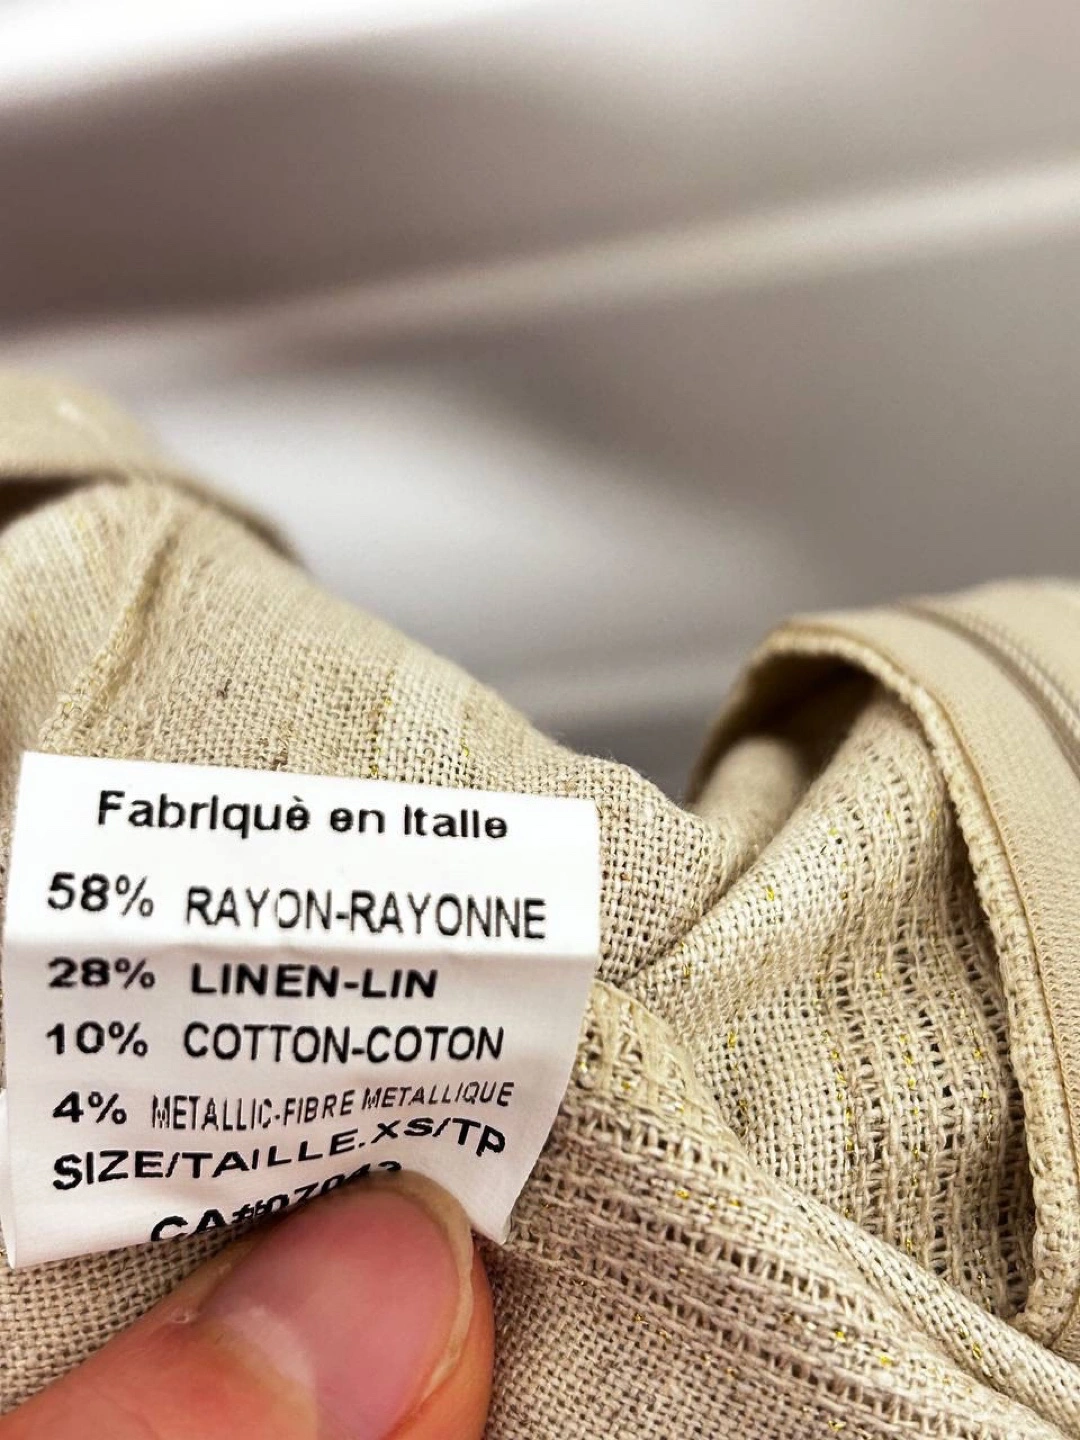 Fabriquè en Italie
58% RAYON-RAYONNE
28% LINEN-LIN
10% COTTON-COTON
4% METALLIC-FIBRE METALLIQUE
SIZE/TAILLE.XS/TP